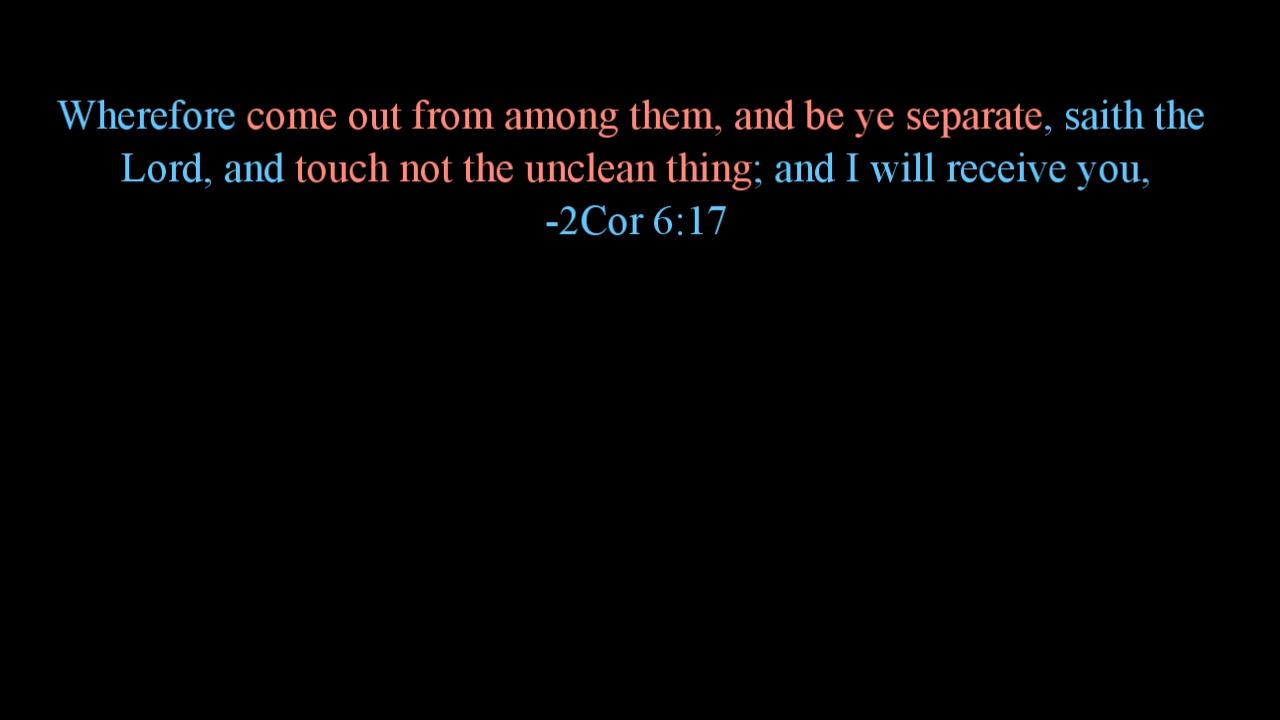 Wherefore come out from among them, and be ye separate, saith the
Lord, and touch not the unclean thing; and I will receive you,
-2Cor 6:17